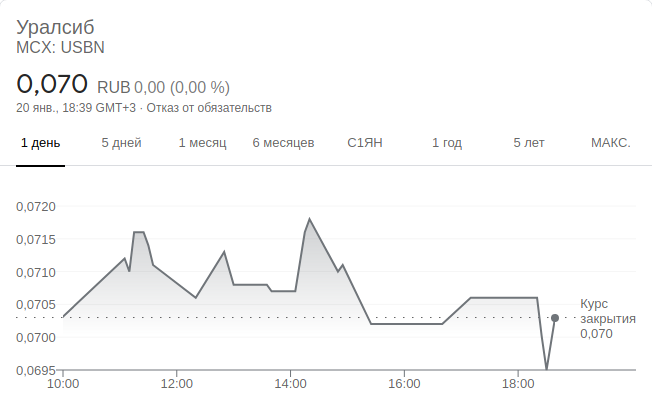 Уралсиб
MCX: USBN
0,070 RUB 0,00 (0,00 %)
20 янв., 18:39 GMT+3 · Отказ от обязательств
1 день 5 дней 1 месяц 6 месяцев С1ЯН 1 год 5 лет МАКС.
0,0720
0,0715
0,0710
0,0705
0,0700
0,0695
Курс
закрытия
0,070
10:00 12:00 14:00 16:00 18:00